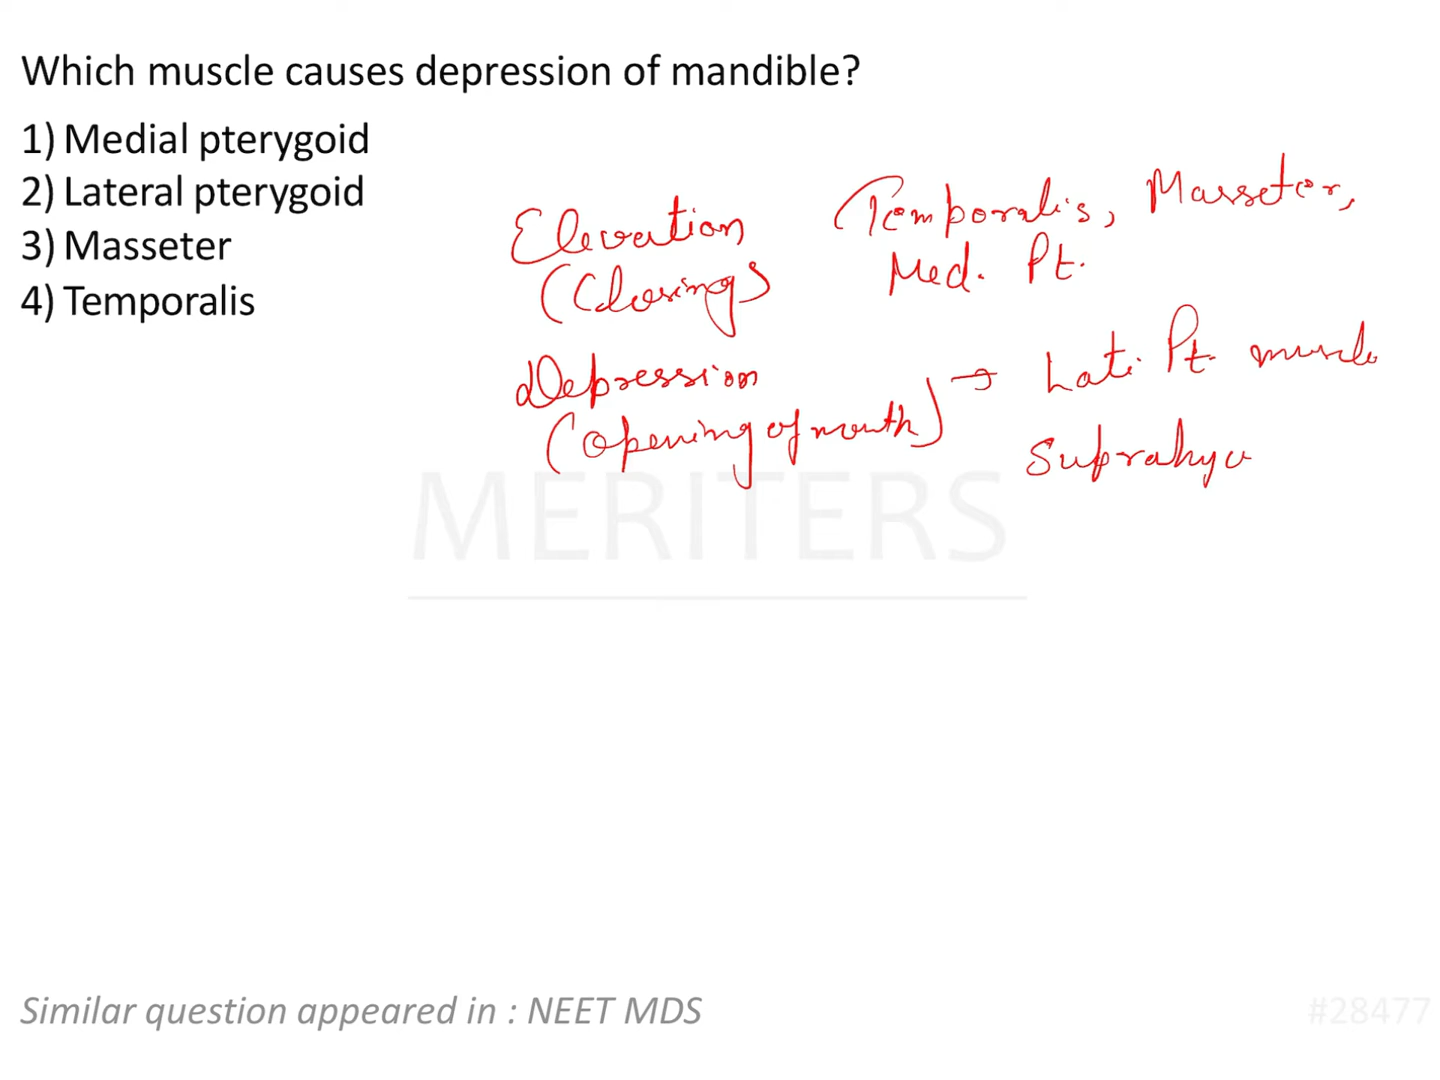 Which muscle causes depression of mandible?
1) Medial pterygoid
2) Lateral pterygoid
3) Masseter
4) Temporalis
Elevation Temporalis, Masseter,
(Closing) Med. Pt.
Depression → Lat. Pt. muscle
(opening of mouth) Suprahyo
MERITERS
Similar question appeared in : NEET MDS
#28477